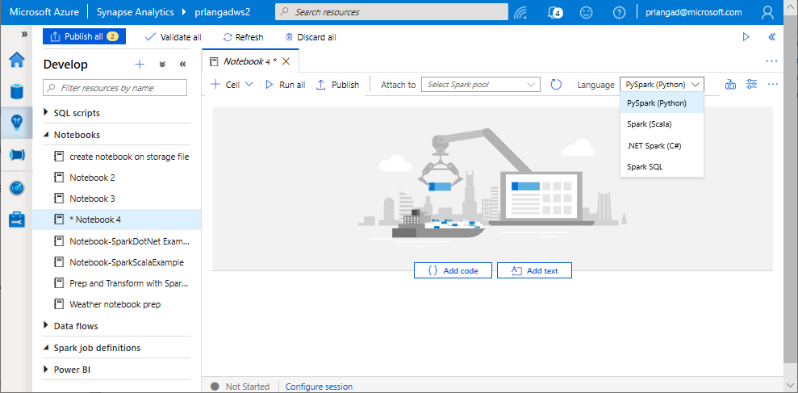 Microsoft Azure Synapse Analytics > prlangadws2 Search resources 4 prlangad@microsoft.com
» Publish all 2 Validate all Refresh Discard all
Develop
Filter resources by name
SQL scripts
Notebooks
create notebook on storage file
Notebook 2
Notebook 3
* Notebook 4
Notebook-SparkDotNet Exam...
Notebook-SparkScalaExample
Prep and Transform with Spar...
Weather notebook prep
Data flows
Spark job definitions
Power BI
Notebook 4 *
Cell Run all Publish Attach to Select Spark pool Language PySpark (Python)
PySpark (Python)
Spark (Scala)
.NET Spark (C#)
Spark SQL
{} Add code A Add text
Not Started Configure session